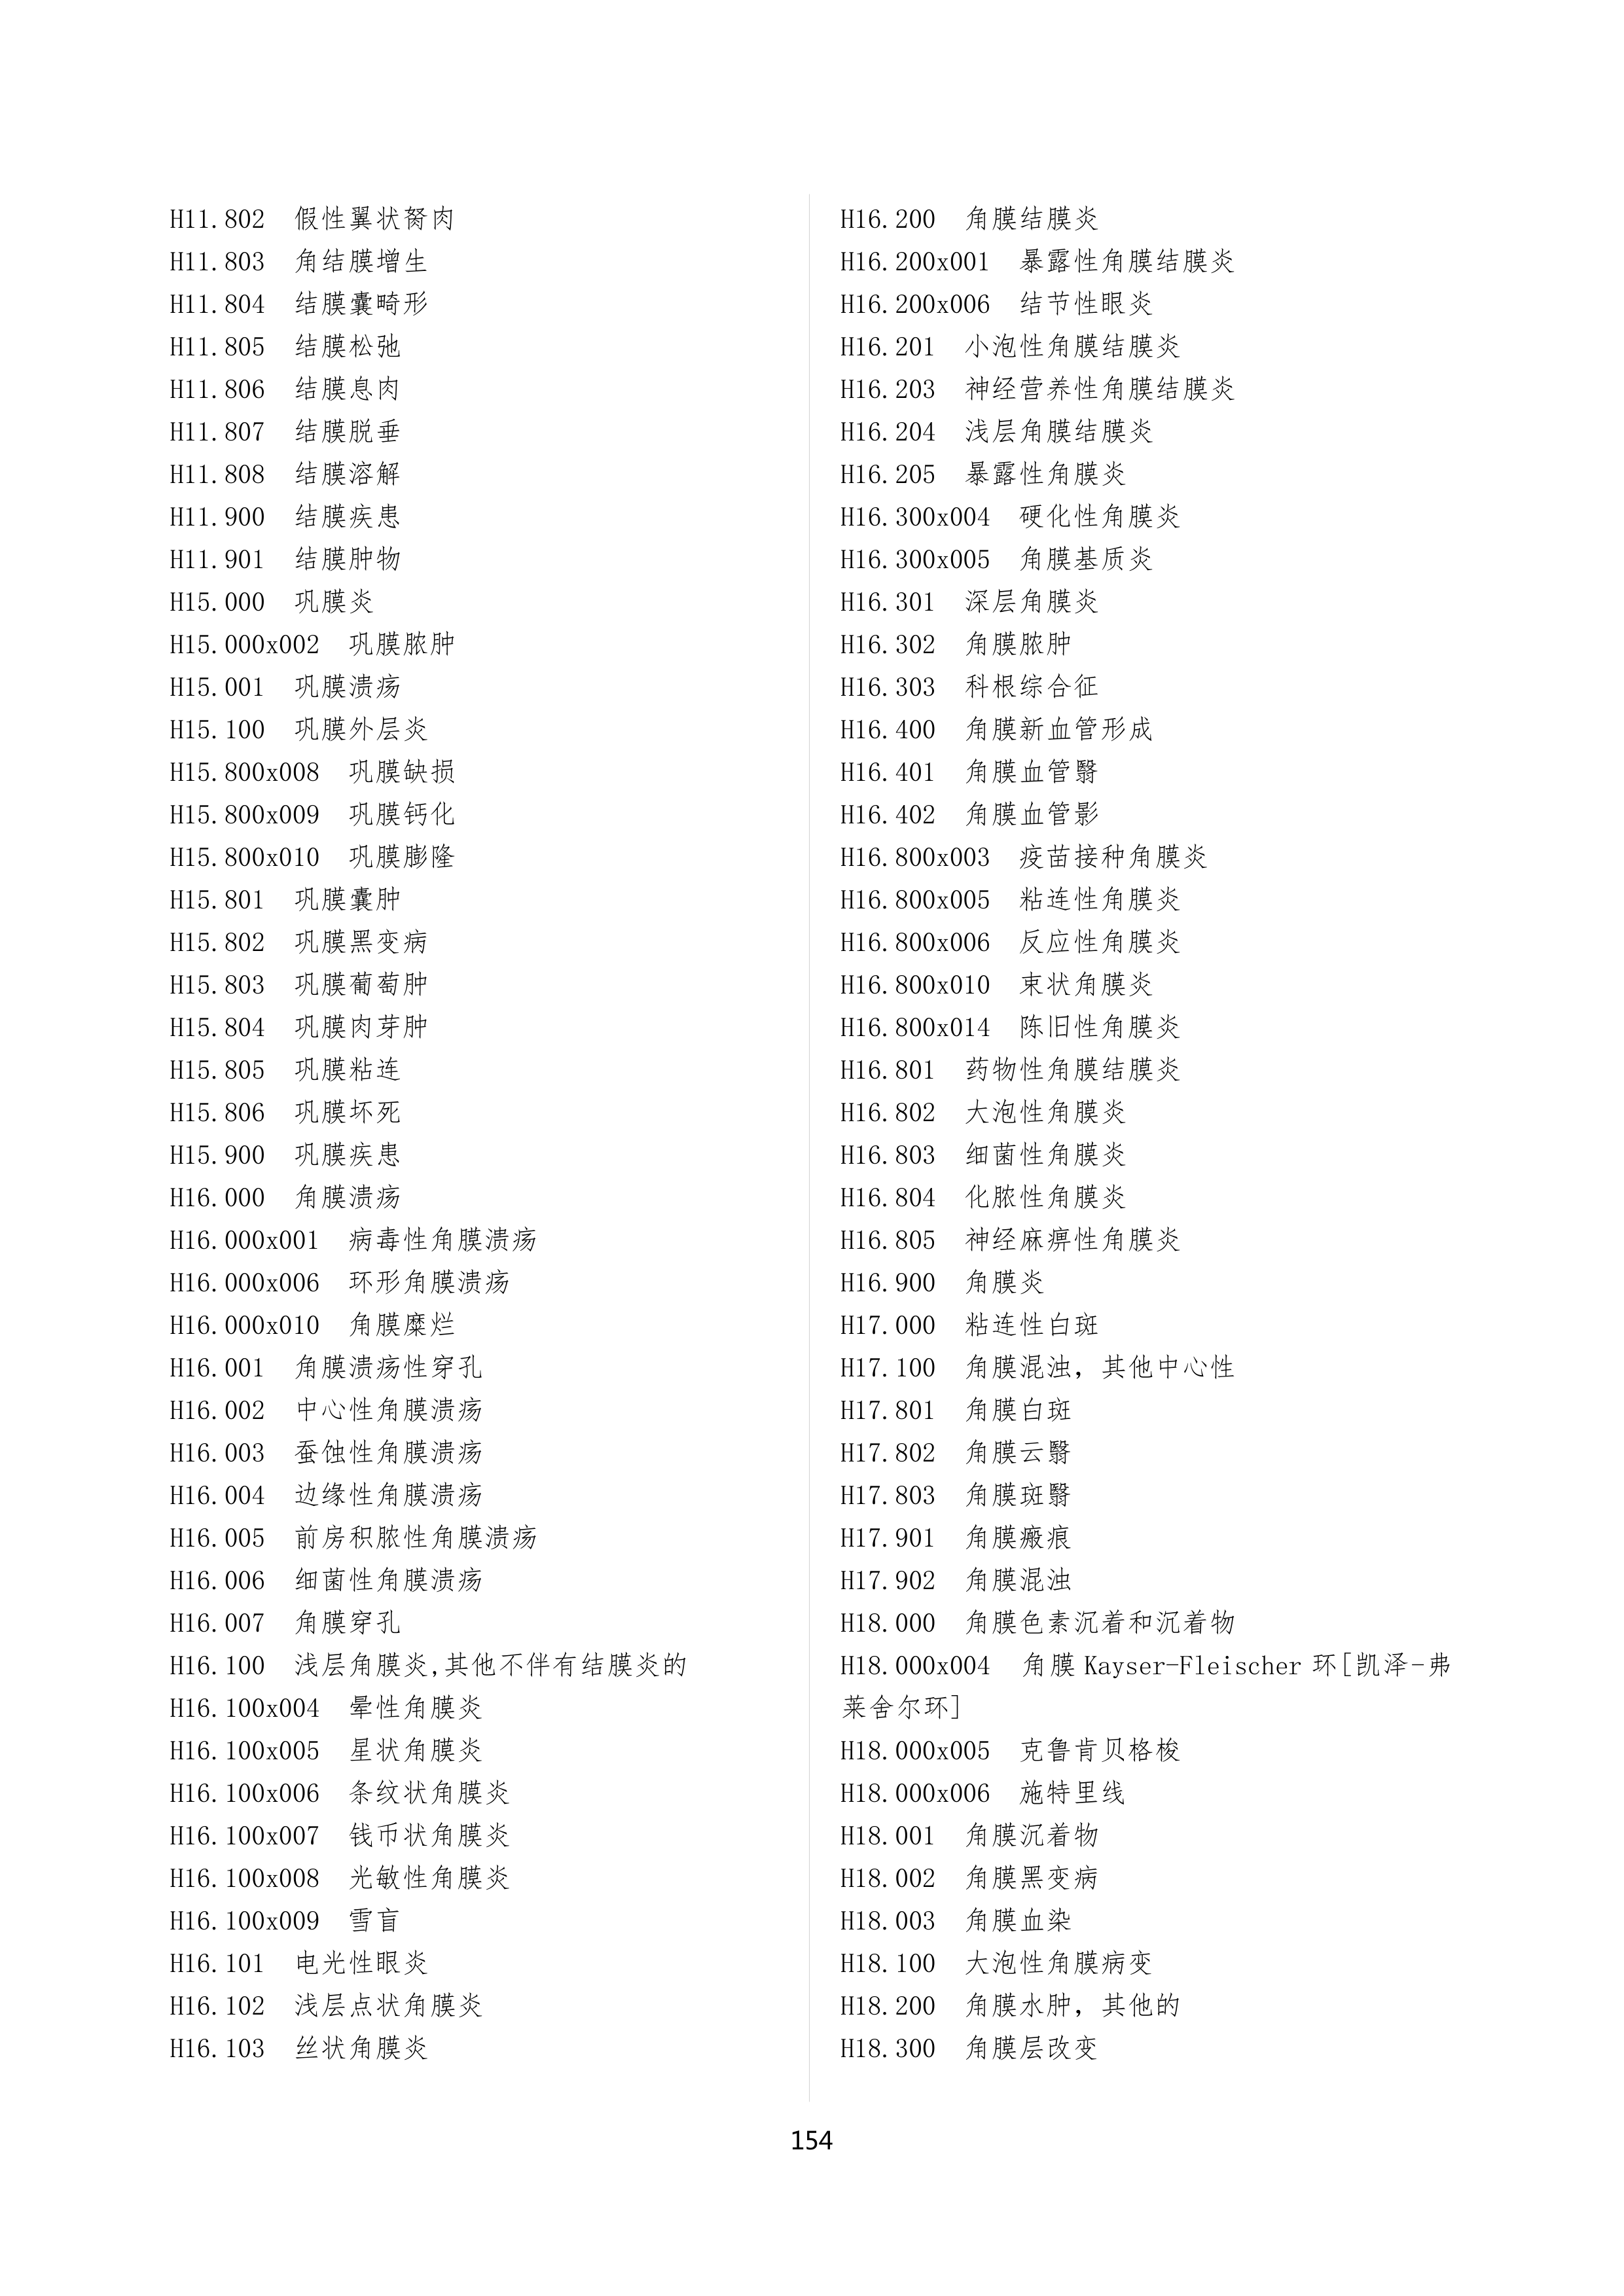 H11.802 假性翼状胬肉
H11.803 角结膜增生
H11.804 结膜囊畸形
H11.805 结膜松弛
H11.806 结膜息肉
H11.807 结膜脱垂
H11.808 结膜溶解
H11.900 结膜疾患
H11.901 结膜肿物
H15.000 巩膜炎
H15.000x002 巩膜脓肿
H15.001 巩膜溃疡
H15.100 巩膜外层炎
H15.800x008 巩膜缺损
H15.800x009 巩膜钙化
H15.800x010 巩膜膨隆
H15.801 巩膜囊肿
H15.802 巩膜黑变病
H15.803 巩膜葡萄肿
H15.804 巩膜肉芽肿
H15.805 巩膜粘连
H15.806 巩膜坏死
H15.900 巩膜疾患
H16.000 角膜溃疡
H16.000x001 病毒性角膜溃疡
H16.000x006 环形角膜溃疡
H16.000x010 角膜糜烂
H16.001 角膜溃疡性穿孔
H16.002 中心性角膜溃疡
H16.003 蚕蚀性角膜溃疡
H16.004 边缘性角膜溃疡
H16.005 前房积脓性角膜溃疡
H16.006 细菌性角膜溃疡
H16.007 角膜穿孔
H16.100 浅层角膜炎,其他不伴有结膜炎的
H16.100x004 晕性角膜炎
H16.100x005 星状角膜炎
H16.100x006 条纹状角膜炎
H16.100x007 钱币状角膜炎
H16.100x008 光敏性角膜炎
H16.100x009 雪盲
H16.101 电光性眼炎
H16.102 浅层点状角膜炎
H16.103 丝状角膜炎
H16.200 角膜结膜炎
H16.200x001 暴露性角膜结膜炎
H16.200x006 结节性眼炎
H16.201 小泡性角膜结膜炎
H16.203 神经营养性角膜结膜炎
H16.204 浅层角膜结膜炎
H16.205 暴露性角膜炎
H16.300x004 硬化性角膜炎
H16.300x005 角膜基质炎
H16.301 深层角膜炎
H16.302 角膜脓肿
H16.303 科根综合征
H16.400 角膜新血管形成
H16.401 角膜血管翳
H16.402 角膜血管影
H16.800x003 疫苗接种角膜炎
H16.800x005 粘连性角膜炎
H16.800x006 反应性角膜炎
H16.800x010 束状角膜炎
H16.800x014 陈旧性角膜炎
H16.801 药物性角膜结膜炎
H16.802 大泡性角膜炎
H16.803 细菌性角膜炎
H16.804 化脓性角膜炎
H16.805 神经麻痹性角膜炎
H16.900 角膜炎
H17.000 粘连性白斑
H17.100 角膜混浊，其他中心性
H17.801 角膜白斑
H17.802 角膜云翳
H17.803 角膜斑翳
H17.901 角膜瘢痕
H17.902 角膜混浊
H18.000 角膜色素沉着和沉着物
H18.000x004 角膜 Kayser-Fleischer 环[凯泽-弗
莱舍尔环]
H18.000x005 克鲁肯贝格梭
H18.000x006 施特里线
H18.001 角膜沉着物
H18.002 角膜黑变病
H18.003 角膜血染
H18.100 大泡性角膜病变
H18.200 角膜水肿，其他的
H18.300 角膜层改变
154